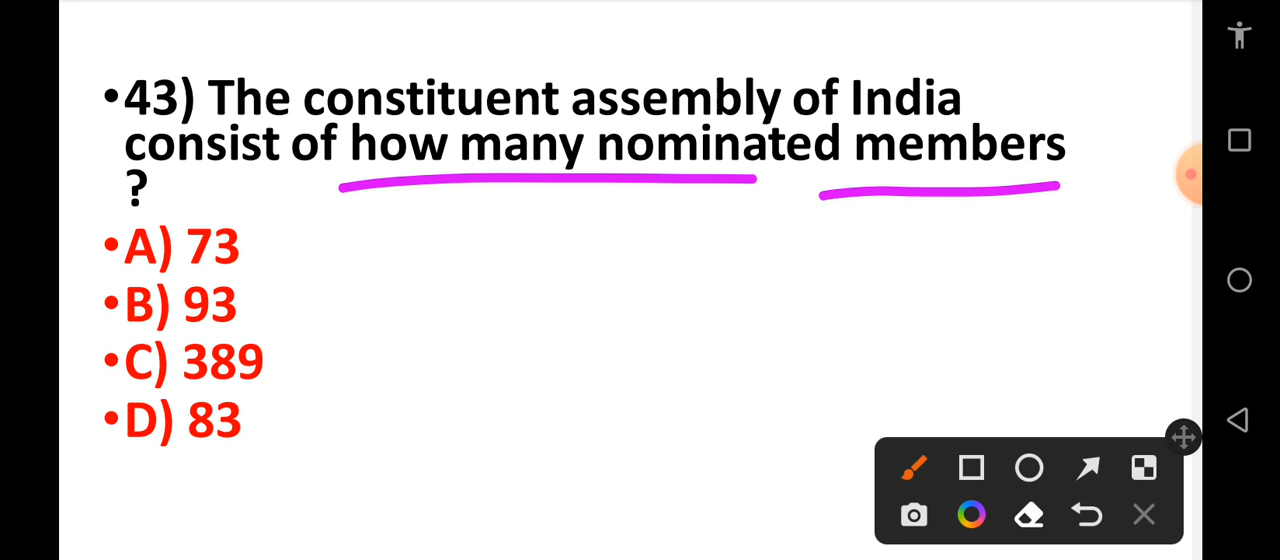 •43) The constituent assembly of India
consist of how many nominated members
?
•A) 73
•B) 93
•C) 389
•D) 83